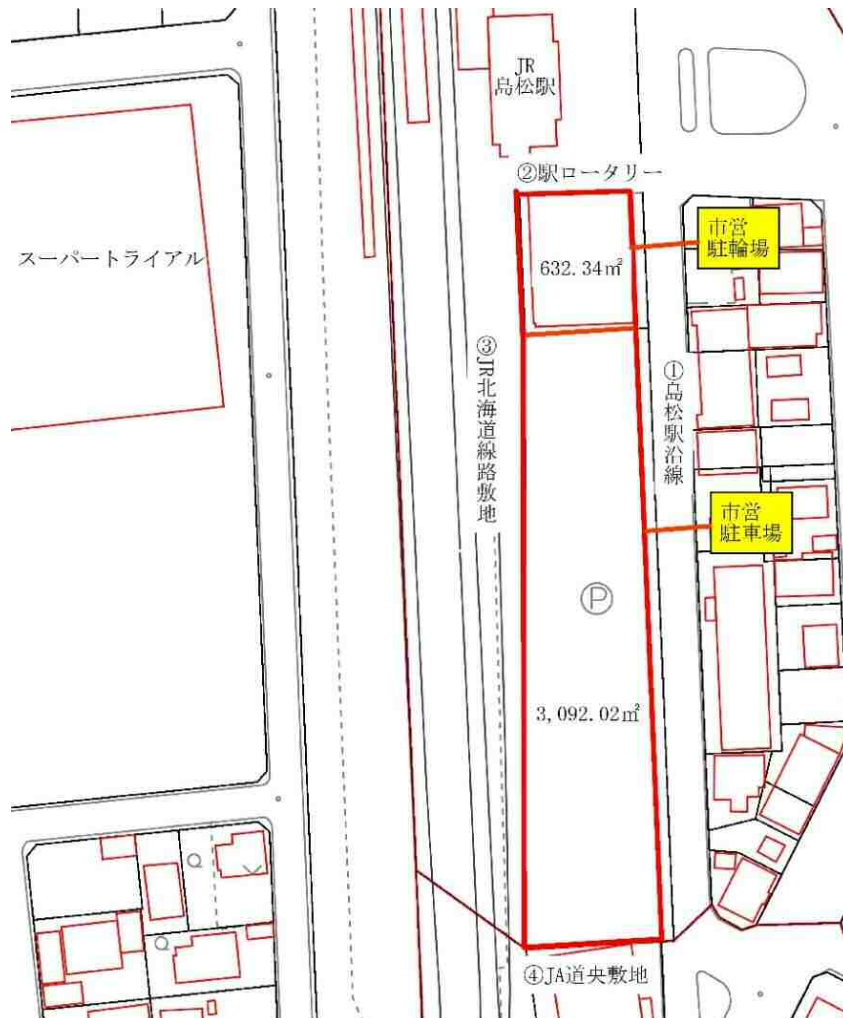 JR
島松駅
②駅ロータリー
市営
駐輪場
スーパートライアル
632.34㎡
③JR北海道線路敷地
①島松駅沿線
市営
駐車場
Ⓟ
3,092.02㎡
④JA道央敷地